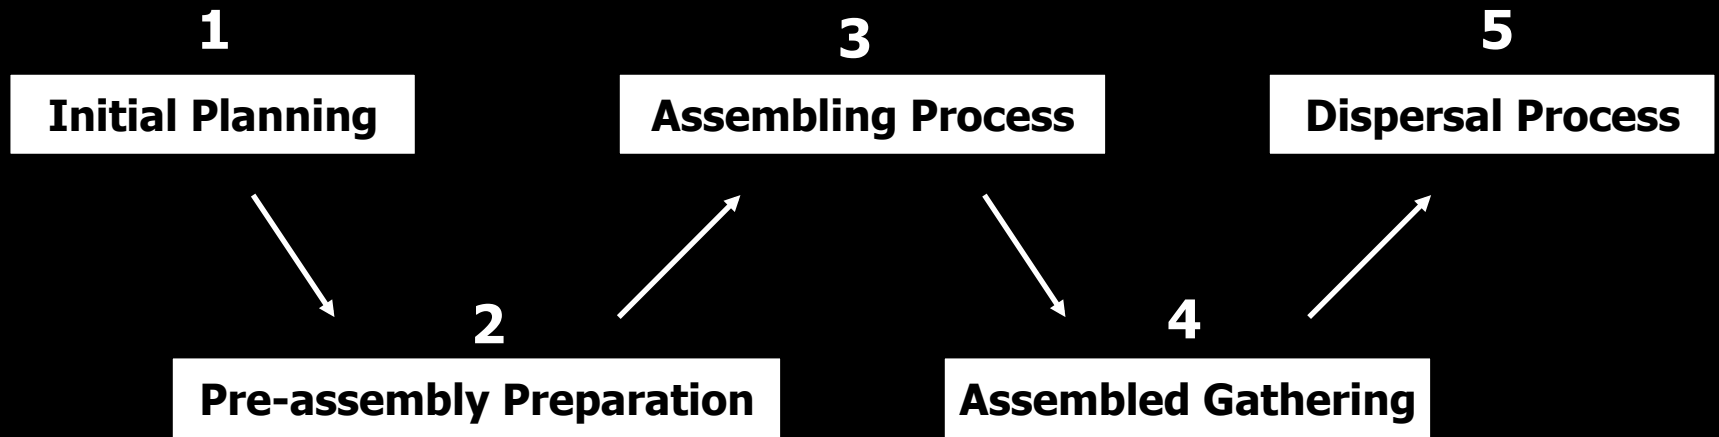 1
Initial Planning
2
Pre-assembly Preparation
3
Assembling Process
4
Assembled Gathering
5
Dispersal Process